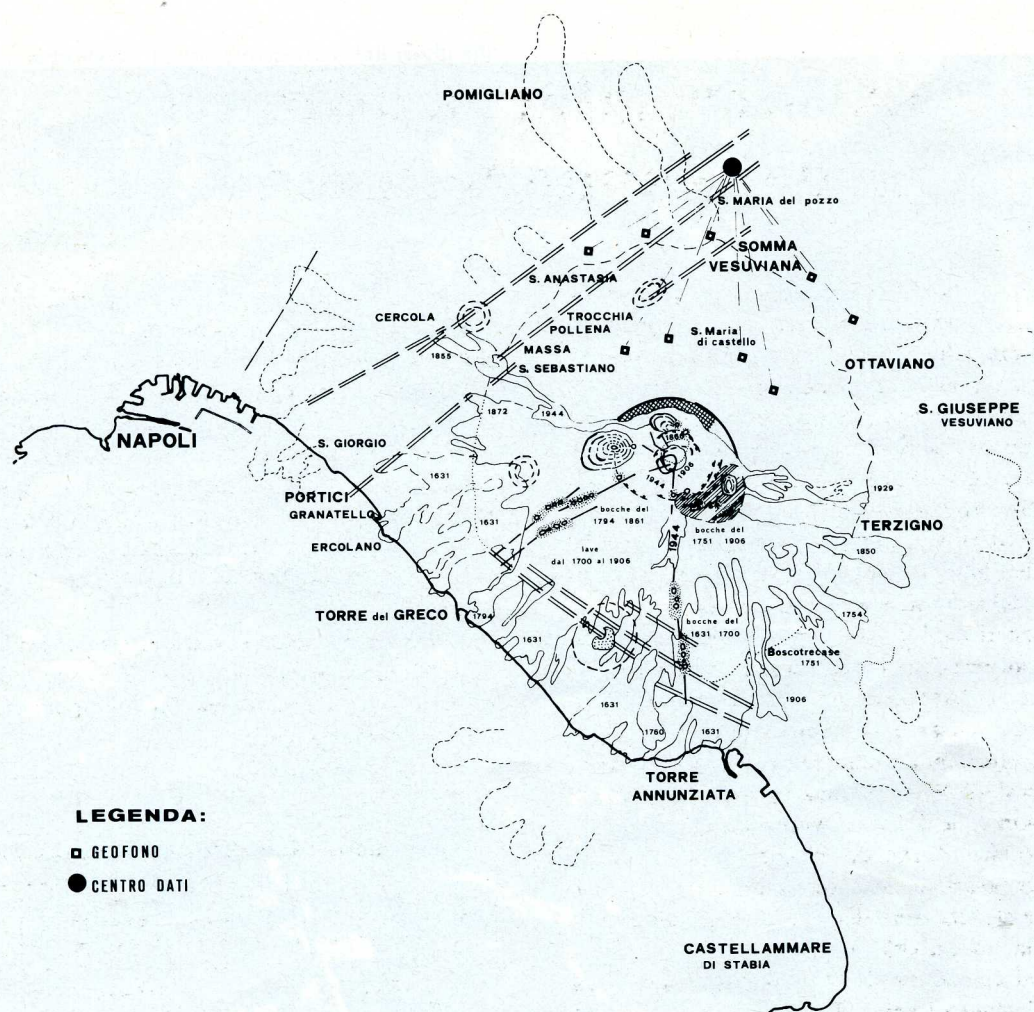 POMIGLIANO
S. MARIA del pozzo
SOMMA
VESUVIANA
S. ANASTASIA
CERCOLA
TROCCHIA
POLLENA
S. Maria
di castello
1855
MASSA
S. SEBASTIANO
OTTAVIANO
S. GIUSEPPE
VESUVIANO
NAPOLI
1872
1944
S. GIORGIO
1631
1906
1944
1929
PORTICI
GRANATELLO
bocche del
1794 1861
bocche del
1751 1906
TERZIGNO
1631
ERCOLANO
1944
lave
dal 1700 al 1906
1850
TORRE del GRECO
1794
1631
bocche del
1631 1700
1754
Boscotrecase
1751
1631
1906
1760
1631
TORRE
ANNUNZIATA
LEGENDA:
GEOFONO
CENTRO DATI
CASTELLAMMARE
DI STABIA